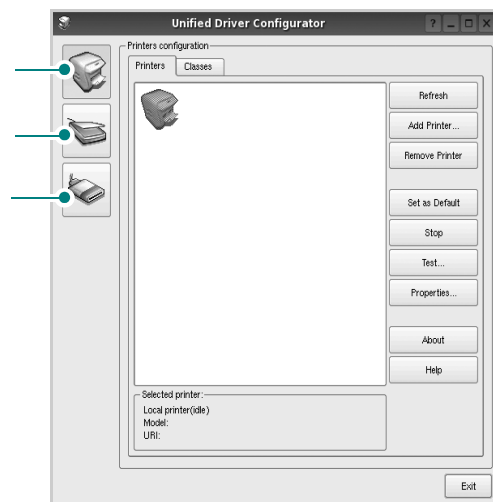 Unified Driver Configurator
Printers configuration
Printers
Classes
Refresh
Add Printer...
Remove Printer
Set as Default
Stop
Test...
Properties...
About
Help
Selected printer:
Local printer(idle)
Model:
URI:
Exit